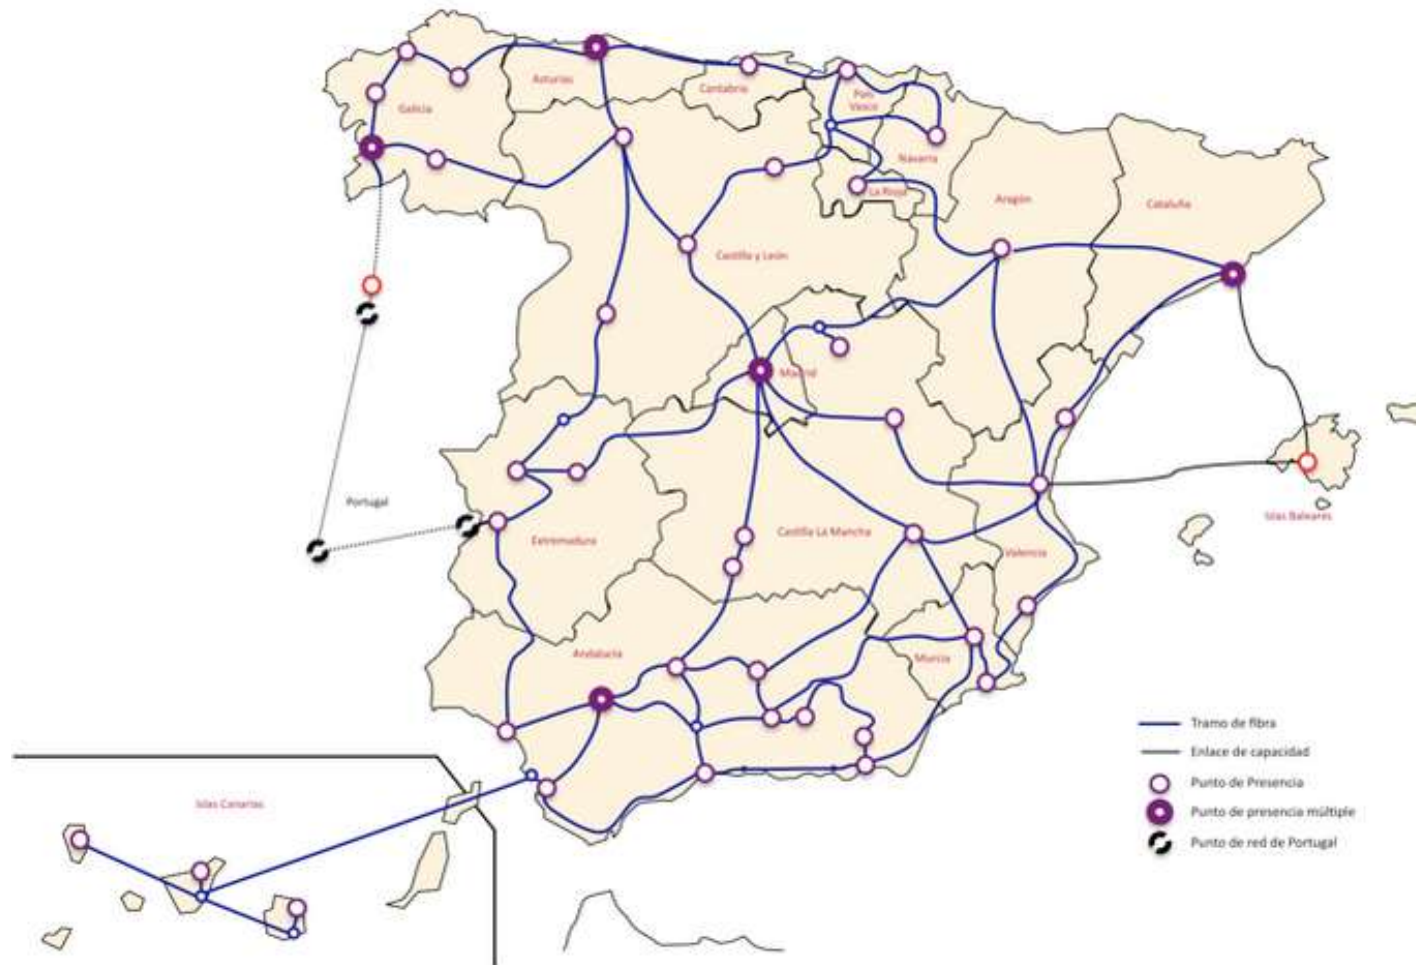 Asturias
Cantabria
País
Vasco
Galicia
Navarra
La Rioja
Aragón
Cataluña
Castilla y León
Madrid
Portugal
Islas Baleares
Extremadura
Castilla La Mancha
Valencia
Andalucía
Murcia
Tramo de fibra
Enlace de capacidad
Punto de Presencia
Punto de presencia múltiple
Punto de red de Portugal
Islas Canarias